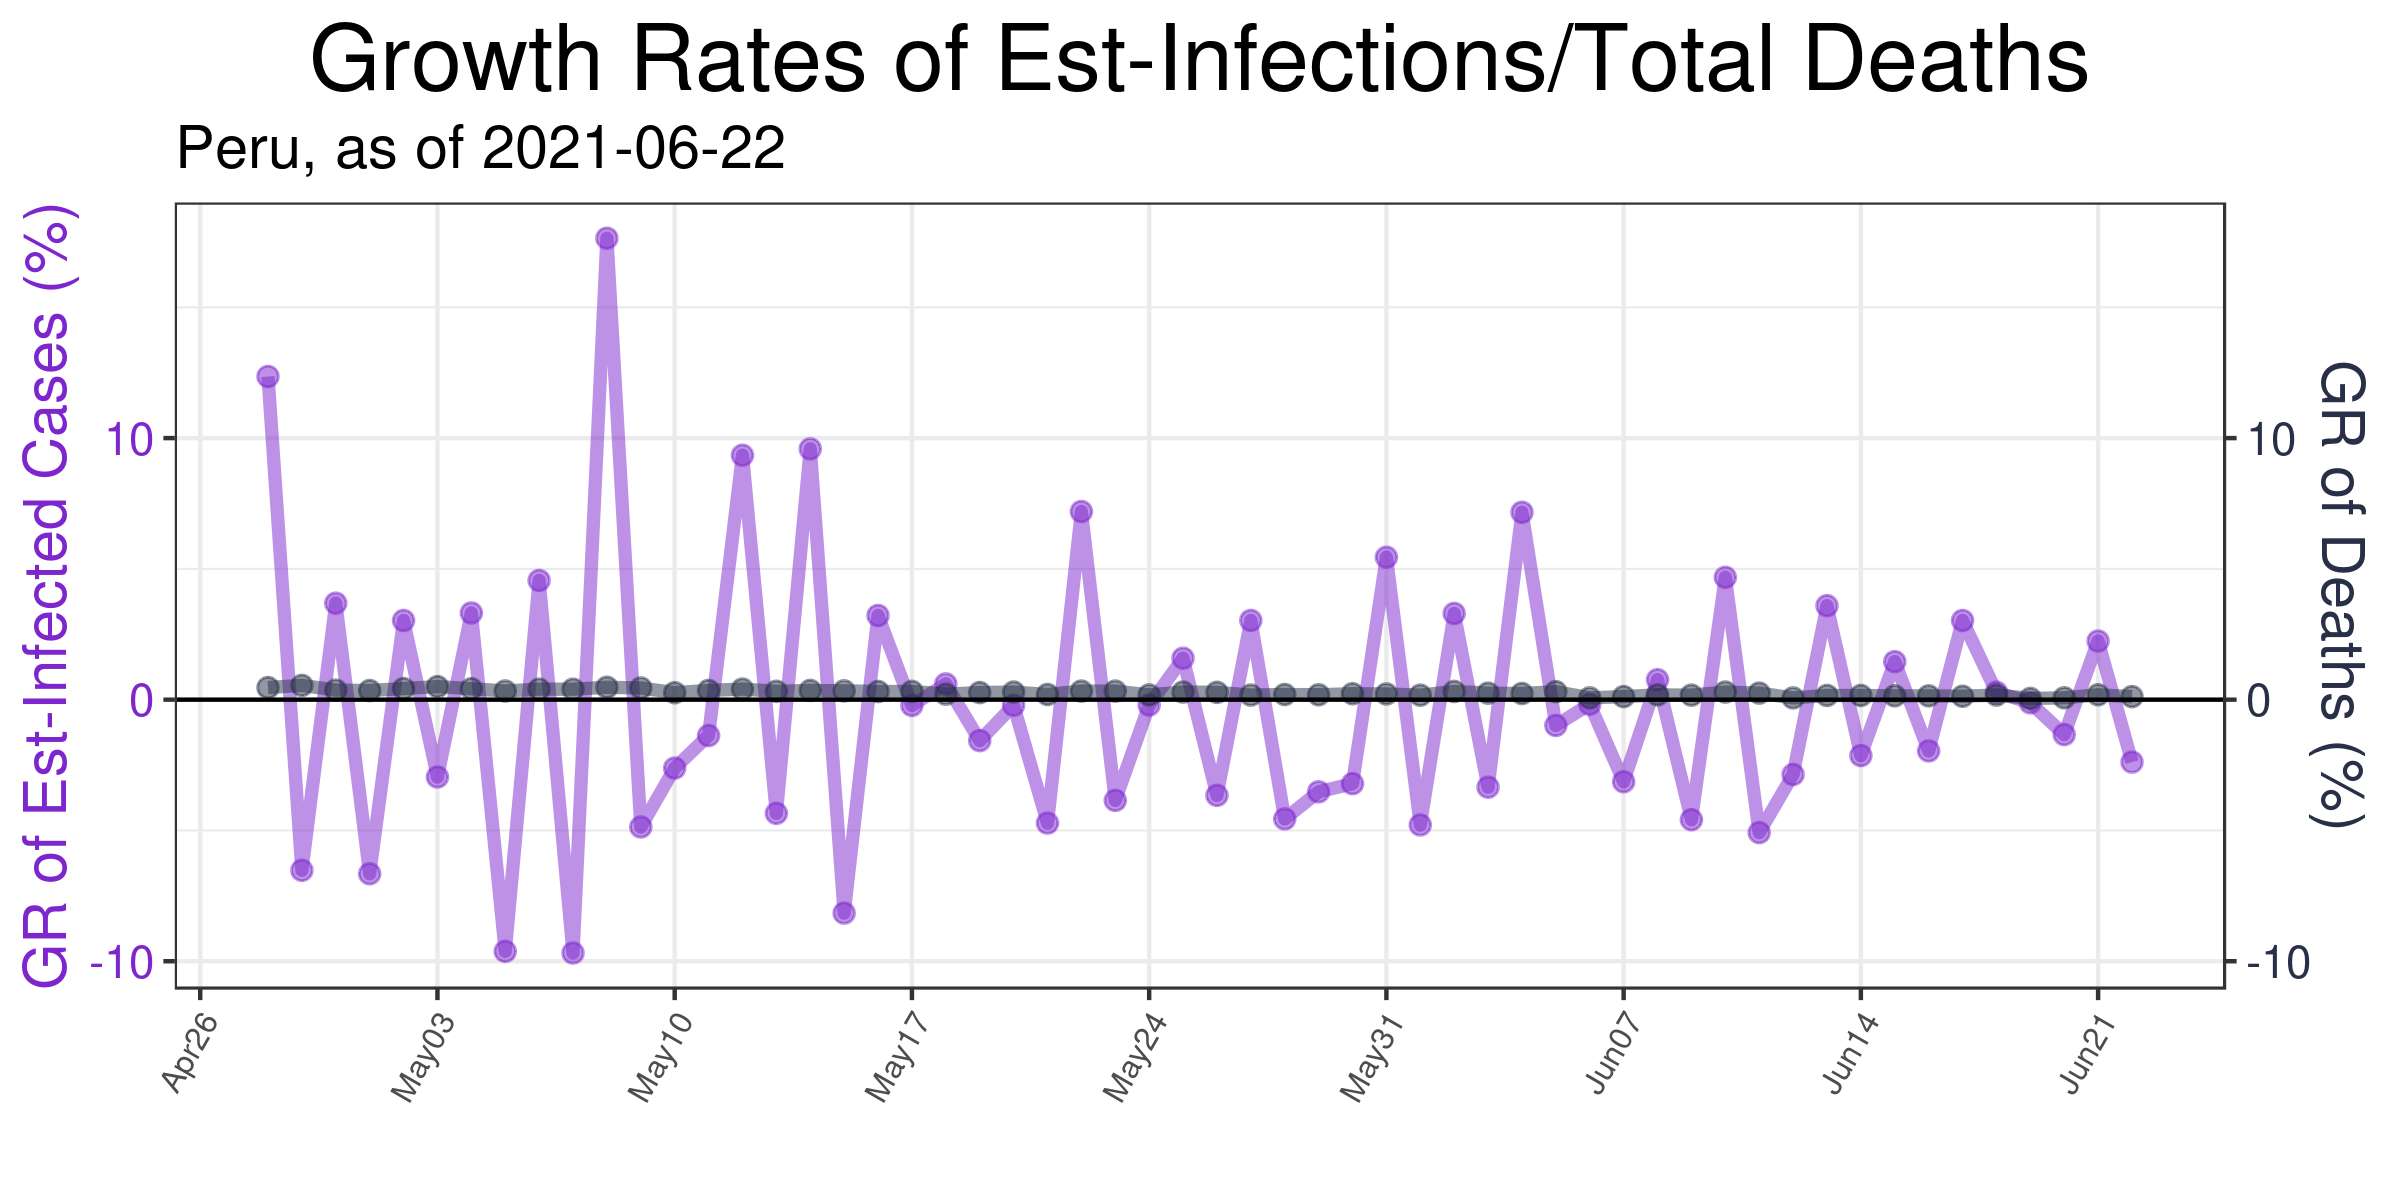 Growth Rates of Est-Infections/Total Deaths
Peru, as of 2021-06-22
GR of Est-Infected Cases (%)
10
0
-10
10
0
-10
GR of Deaths (%)
Apr26
May03
May10
May17
May24
May31
Jun07
Jun14
Jun21